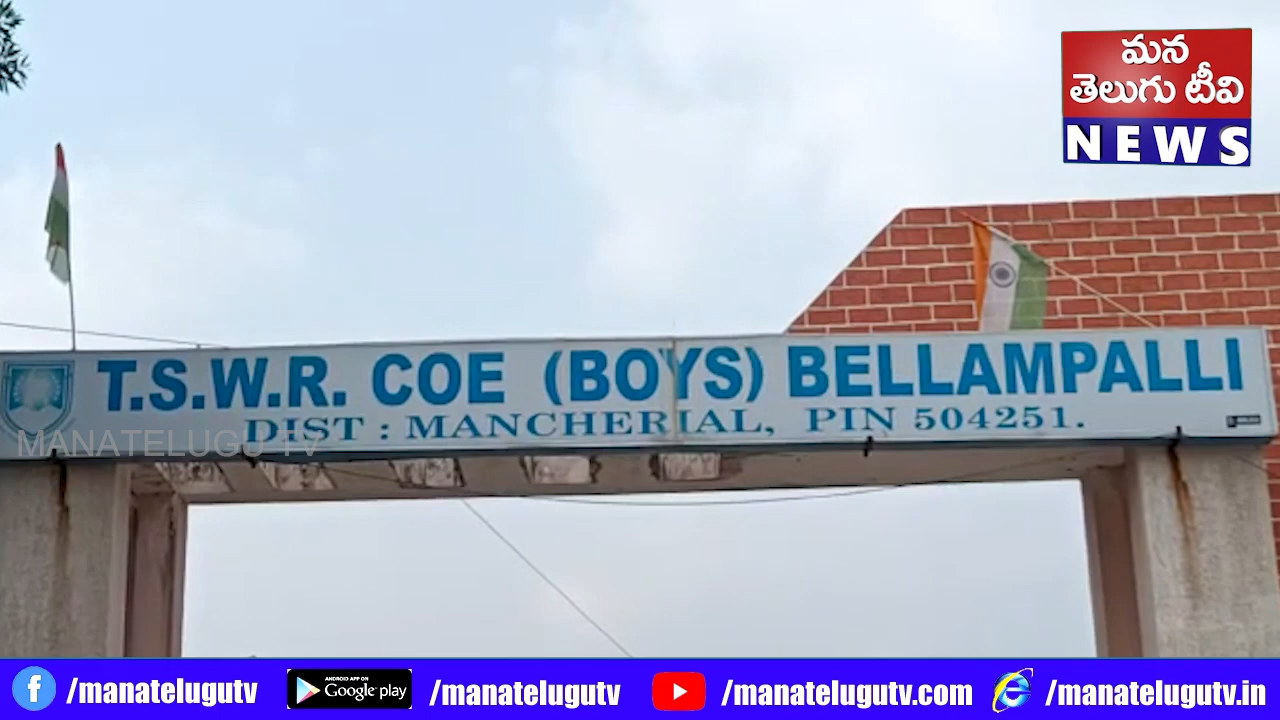 మన
తెలుగు టీవి
NEWS
T.S.W.R. COE (BOYS) BELLAMPALLI
DIST : MANCHERIAL, PIN 504251.
MANATELUGU TV
/manatelugutv
ANDROID APP ON
Google play
/manatelugutv
/manatelugutv.com
/manatelugutv.in